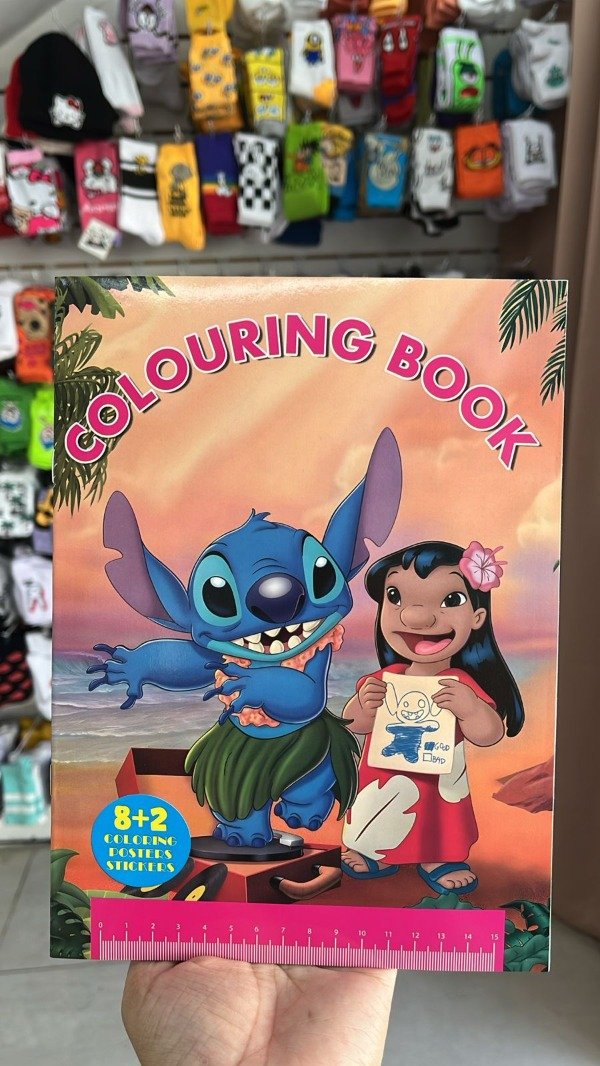 COLOURING BOOK
GOOD
BAD
8+2
COLORING
POSTERS
STICKERS
0 1 2 3 4 5 6 7 8 9 10 11 12 13 14 15